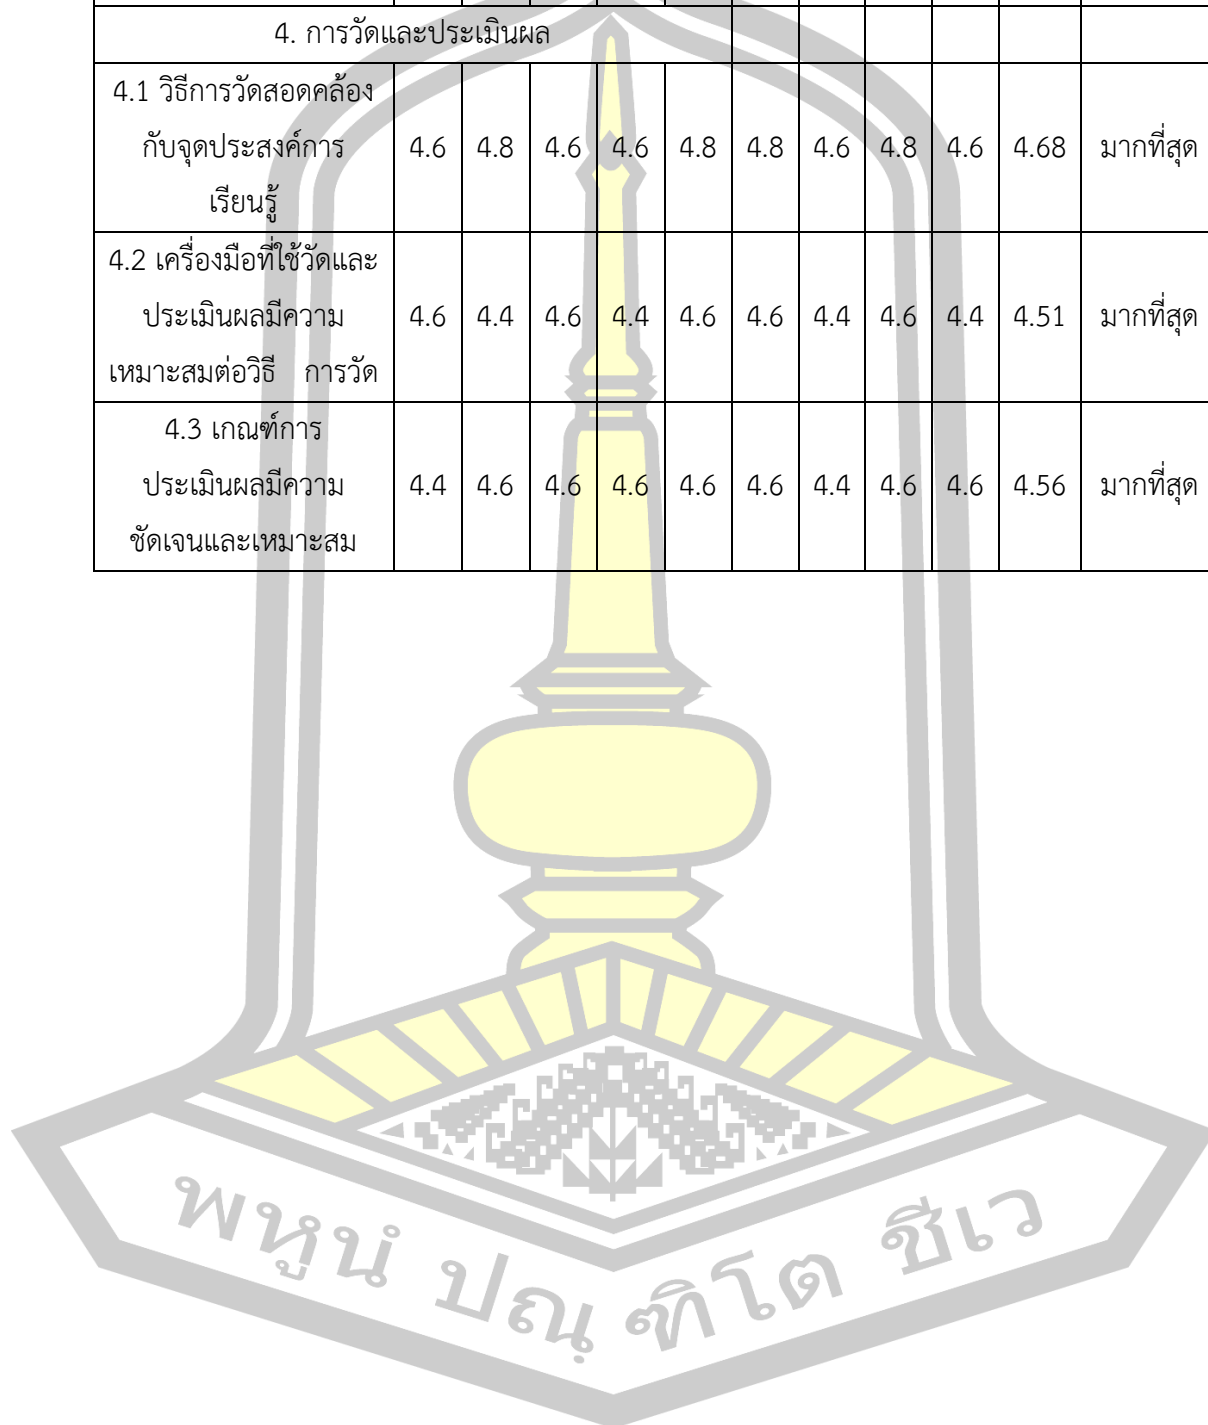 4. การวัดและประเมินผล
4.1 วิธีการวัดสอดคล้อง
กับจุดประสงค์การ
เรียนรู้
4.6 4.8 4.6 4.6 4.8 4.8 4.6 4.8 4.6 4.68 มากที่สุด
4.2 เครื่องมือที่ใช้วัดและ
ประเมินผลมีความ
เหมาะสมต่อวิธี การวัด
4.6 4.4 4.6 4.4 4.6 4.6 4.4 4.6 4.4 4.51 มากที่สุด
4.3 เกณฑ์การ
ประเมินผลมีความ
ชัดเจนและเหมาะสม
4.4 4.6 4.6 4.6 4.6 4.6 4.4 4.6 4.6 4.56 มากที่สุด
พหูนํ ปณฺฑิโต ชีเว